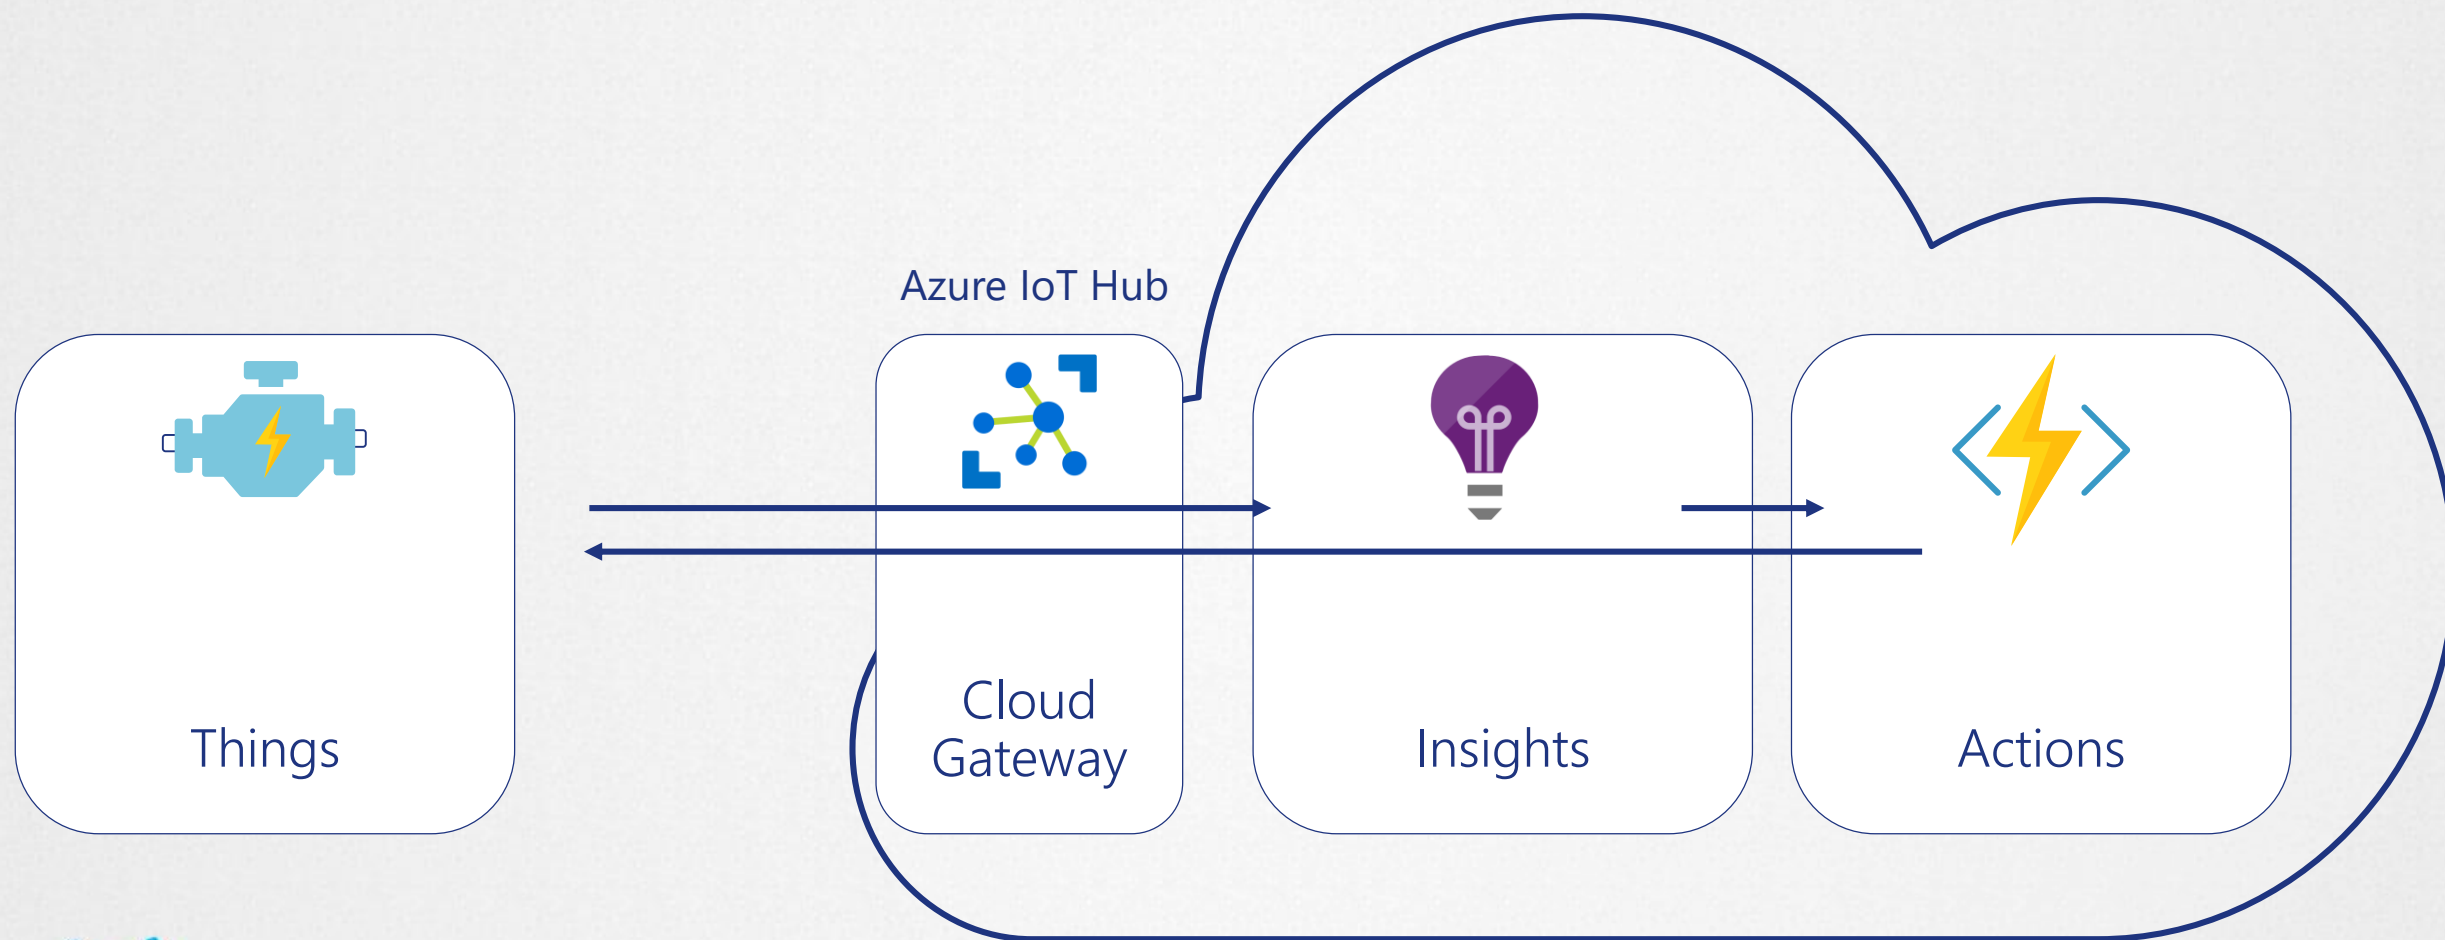 Azure IoT Hub
Things
Cloud
Gateway
Insights
Actions